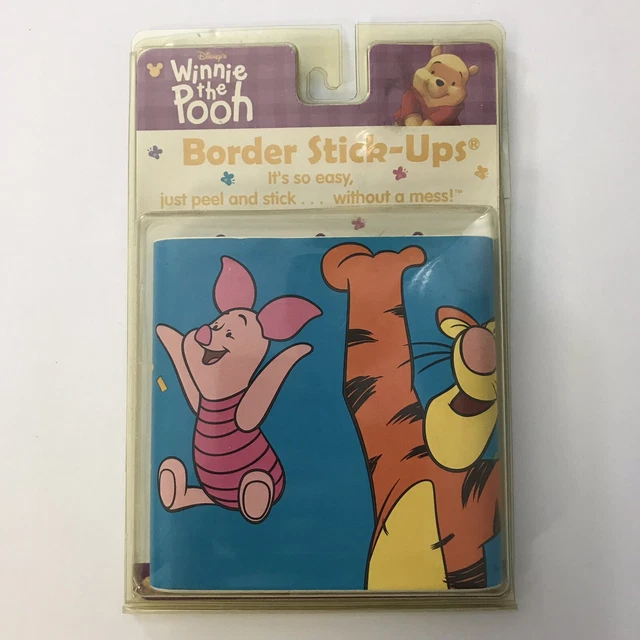 Disney's
Winnie
the
Pooh
Border Stick-Ups®
It's so easy,
just peel and stick . . . without a mess!™